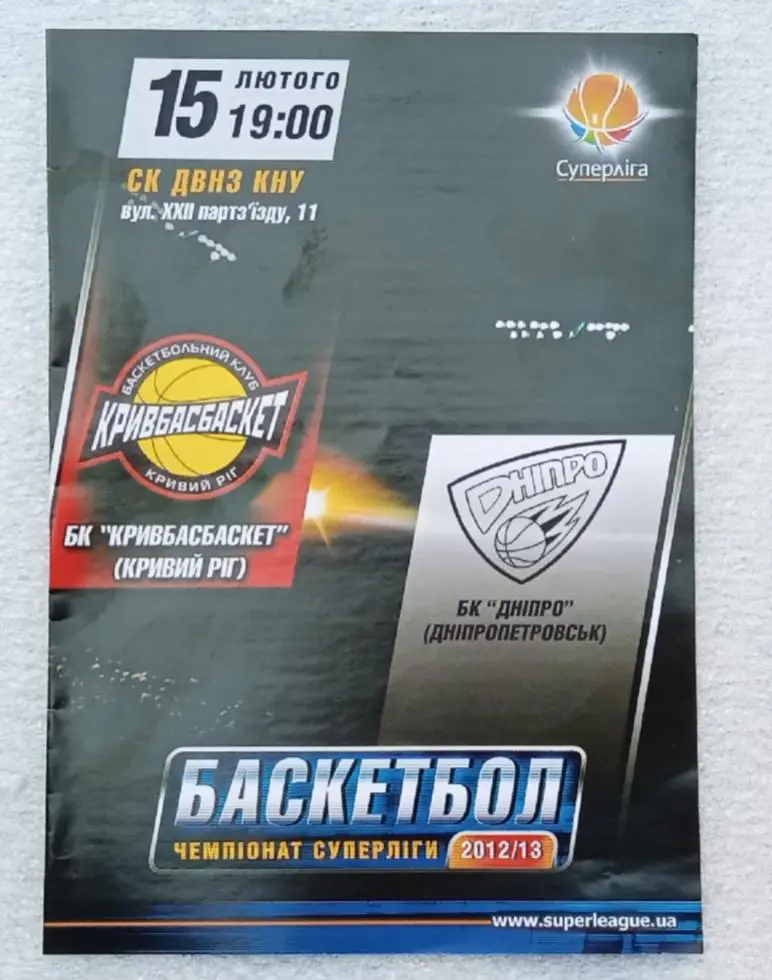 15 ЛЮТОГО
19:00
СК ДВНЗ КНУ
вул. XXII партз'їзду, 11
Суперліга
БАСКЕТБОЛЬНИЙ КЛУБ
КРИВБАСБАСКЕТ
КРИВИЙ РІГ
БК "КРИВБАСБАСКЕТ"
(КРИВИЙ РІГ)
ДНІПРО
БК "ДНІПРО"
(ДНІПРОПЕТРОВСЬК)
БАСКЕТБОЛ
ЧЕМПІОНАТ СУПЕРЛІГИ 2012/13
www.superleague.ua